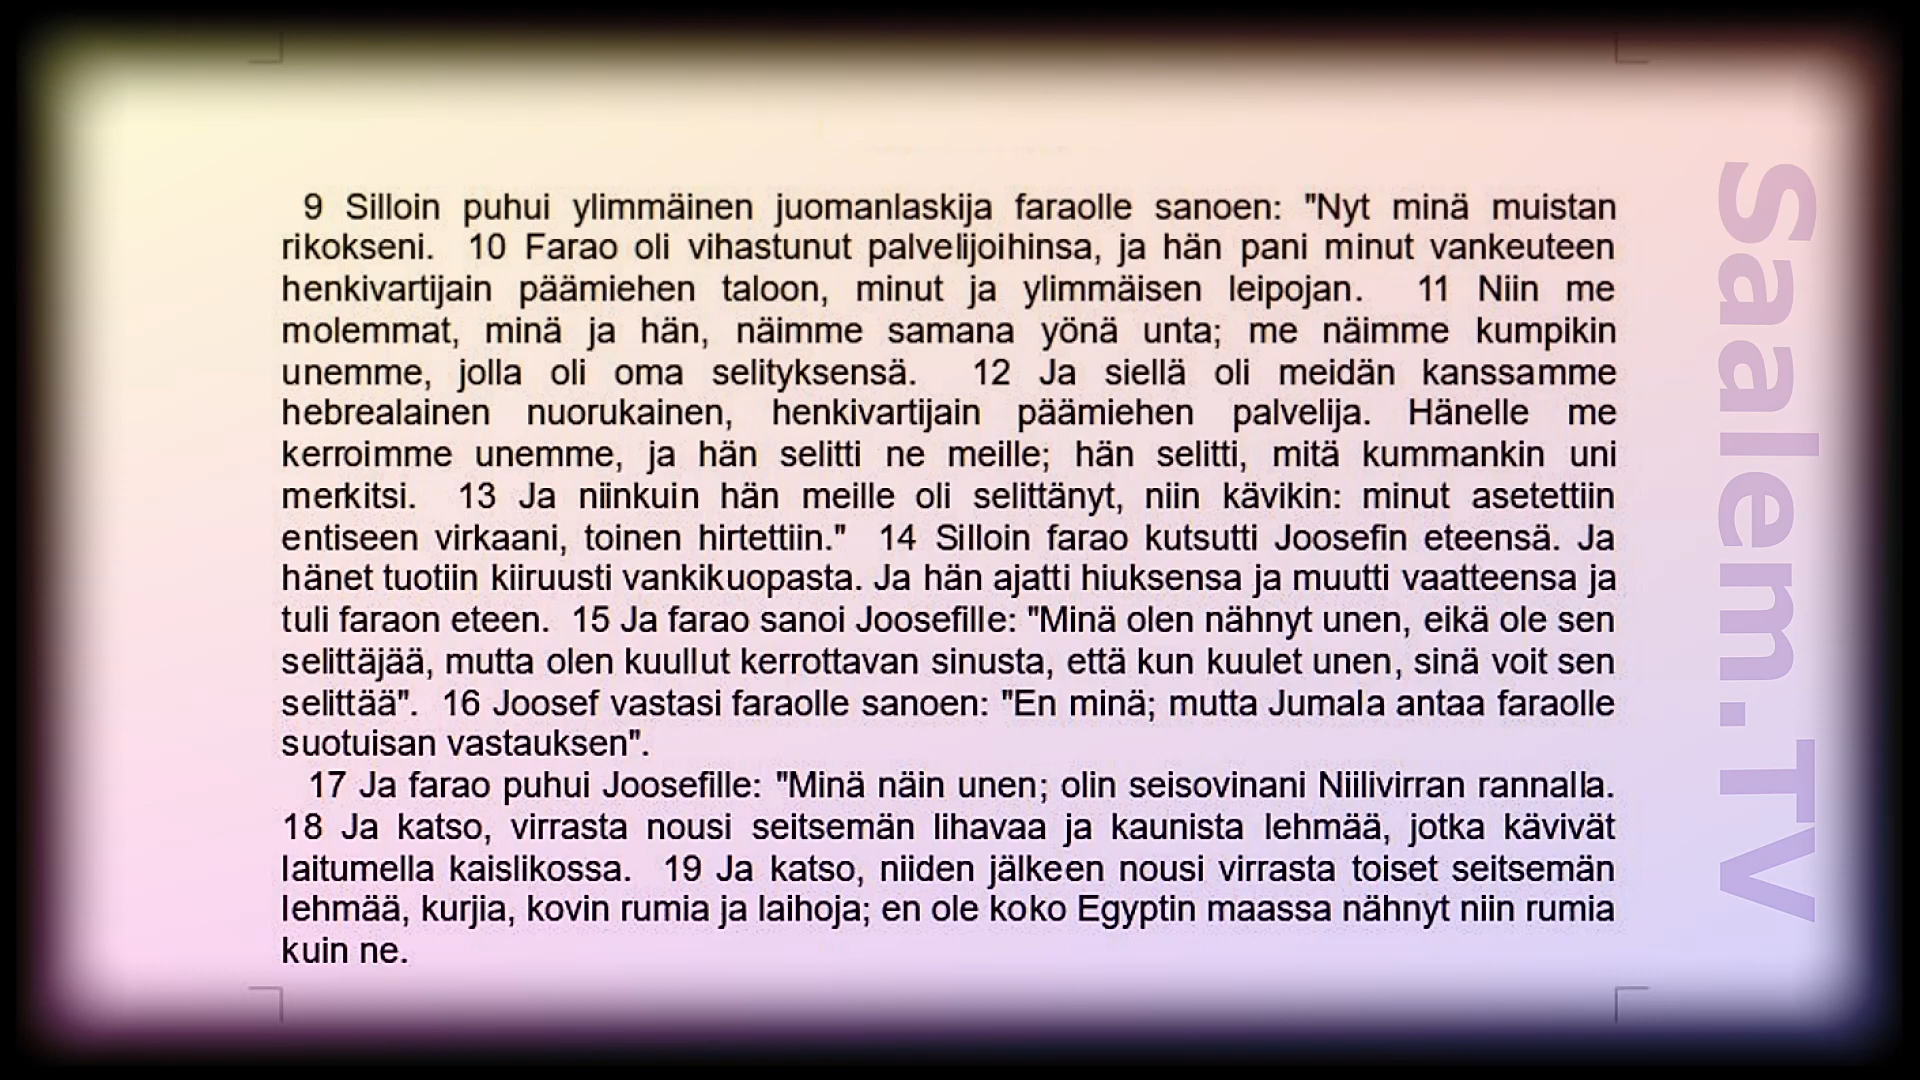 9 Silloin puhui ylimmäinen juomanlaskija faraolle sanoen: "Nyt minä muistan
rikokseni. 10 Farao oli vihastunut palvelijoihinsa, ja hän pani minut vankeuteen
henkivartijain päämiehen taloon, minut ja ylimmäisen leipojan. 11 Niin me
molemmat, minä ja hän, näimme samana yönä unta; me näimme kumpikin
unemme, jolla oli oma selityksensä. 12 Ja siellä oli meidän kanssamme
hebrealainen nuorukainen, henkivartijain päämiehen palvelija. Hänelle me
kerroimme unemme, ja hän selitti ne meille; hän selitti, mitä kummankin uni
merkitsi. 13 Ja niinkuin hän meille oli selittänyt, niin kävikin: minut asetettiin
entiseen virkaani, toinen hirtettiin." 14 Silloin farao kutsutti Joosefin eteensä. Ja
hänet tuotiin kiiruusti vankikuopasta. Ja hän ajatti hiuksensa ja muutti vaatteensa ja
tuli faraon eteen. 15 Ja farao sanoi Joosefille: "Minä olen nähnyt unen, eikä ole sen
selittäjää, mutta olen kuullut kerrottavan sinusta, että kun kuulet unen, sinä voit sen
selittää". 16 Joosef vastasi faraolle sanoen: "En minä; mutta Jumala antaa faraolle
suotuisan vastauksen".
17 Ja farao puhui Joosefille: "Minä näin unen; olin seisovinani Niilivirran rannalla.
18 Ja katso, virrasta nousi seitsemän lihavaa ja kaunista lehmää, jotka kävivät
laitumella kaislikossa. 19 Ja katso, niiden jälkeen nousi virrasta toiset seitsemän
lehmää, kurjia, kovin rumia ja laihoja; en ole koko Egyptin maassa nähnyt niin rumia
kuin ne.
Saalem.TV